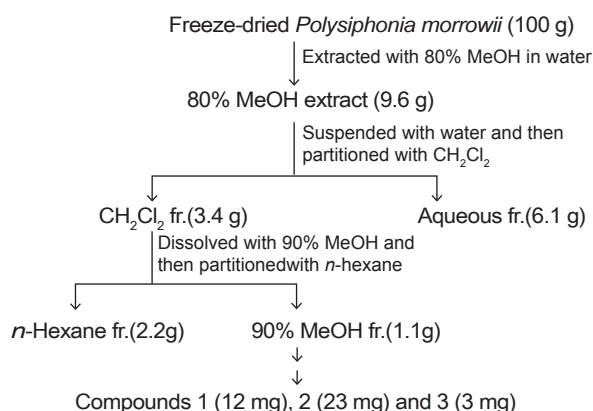 Freeze-dried Polysiphonia morrowii (100 g)
Extracted with 80% MeOH in water
80% MeOH extract (9.6 g)
Suspended with water and then
partitioned with CH₂Cl₂
CH₂Cl₂ fr.(3.4 g)
Aqueous fr.(6.1 g)
Dissolved with 90% MeOH and
then partitionedwith n-hexane
n-Hexane fr.(2.2g)
90% MeOH fr.(1.1g)
Compounds 1 (12 mg), 2 (23 mg) and 3 (3 mg)